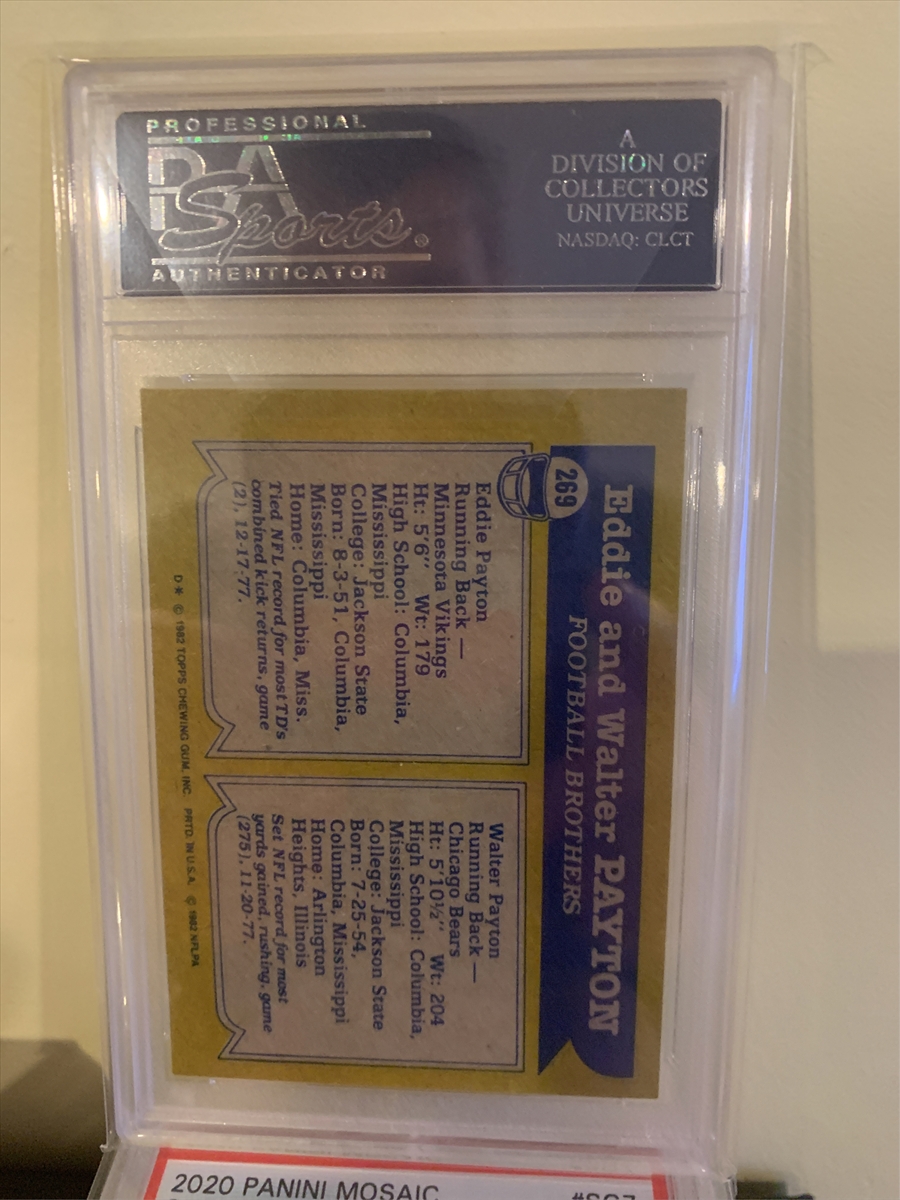 PROFESSIONAL
PSA
Sports®
AUTHENTICATOR
A
DIVISION OF
COLLECTORS
UNIVERSE
NASDAQ: CLCT
269
Eddie and Walter PAYTON
FOOTBALL BROTHERS
Eddie Payton
Running Back —
Minnesota Vikings
Ht: 5'6" Wt: 179
High School: Columbia,
Mississippi
College: Jackson State
Born: 8-3-51, Columbia,
Mississippi
Home: Columbia, Miss.
Tied NFL record for most TD's
combined kick returns, game
(2), 12-17-77.
Walter Payton
Running Back —
Chicago Bears
Ht: 5'10½" Wt: 204
High School: Columbia,
Mississippi
College: Jackson State
Born: 7-25-54,
Columbia, Mississippi
Home: Arlington
Heights, Illinois
Set NFL record for most
yards gained, rushing, game
(275), 11-20-77.
D* © 1982 TOPPS CHEWING GUM, INC. PRTD. IN U.S.A. © 1982 NFLPA
2020 PANINI MOSAIC